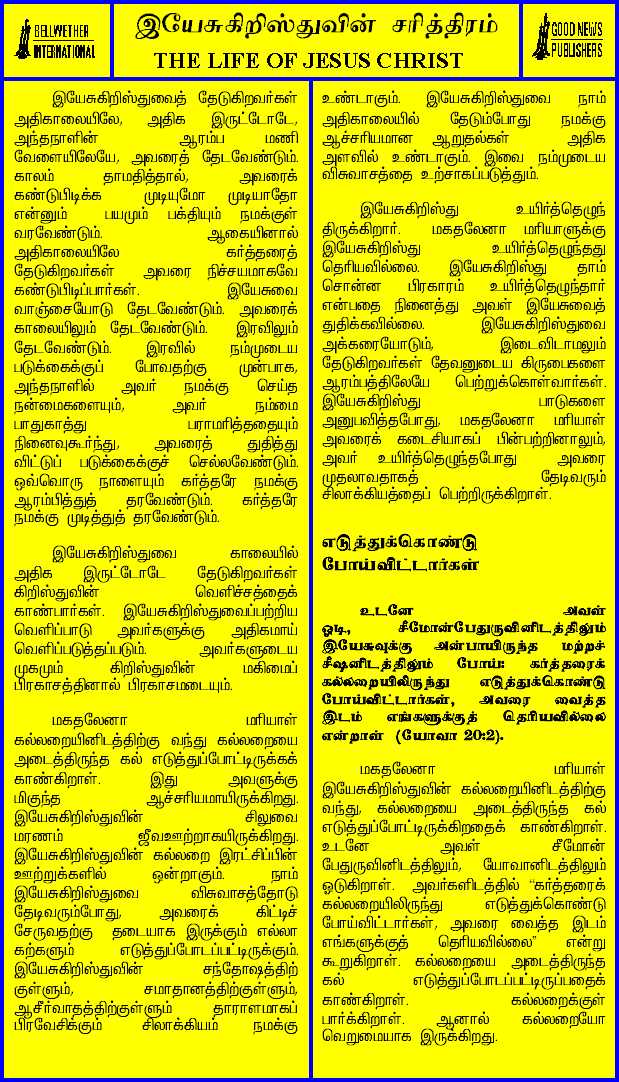 BELLWETHER
INTERNATIONAL
இயேசுகிறிஸ்துவின் சரித்திரம்
THE LIFE OF JESUS CHRIST
GOOD NEWS
PUBLISHERS
இயேசுகிறிஸ்துவைத் தேடுகிறவர்கள்
அதிகாலையிலே, அதிக இருட்டோடே,
அந்தநாளின் ஆரம்ப மணி
வேளையிலேயே, அவரைத் தேடவேண்டும்.
காலம் தாமதித்தால், அவரைக்
கண்டுபிடிக்க முடியுமோ முடியாதோ
என்னும் பயமும் பக்தியும் நமக்குள்
வரவேண்டும். ஆகையினால்
அதிகாலையிலே கர்த்தரைத்
தேடுகிறவர்கள் அவரை நிச்சயமாகவே
கண்டுபிடிப்பார்கள். இயேசுவை
வாஞ்சையோடு தேடவேண்டும். அவரைக்
காலையிலும் தேடவேண்டும். இரவிலும்
தேடவேண்டும். இரவில் நம்முடைய
படுக்கைக்குப் போவதற்கு முன்பாக,
அந்தநாளில் அவர் நமக்கு செய்த
நன்மைகளையும், அவர் நம்மை
பாதுகாத்து பராமரித்ததையும்
நினைவுகூர்ந்து, அவரைத் துதித்து
விட்டுப் படுக்கைக்குச் செல்லவேண்டும்.
ஒவ்வொரு நாளையும் கர்த்தரே நமக்கு
ஆரம்பித்துத் தரவேண்டும். கர்த்தரே
நமக்கு முடித்துத் தரவேண்டும்.
இயேசுகிறிஸ்துவை காலையில்
அதிக இருட்டோடே தேடுகிறவர்கள்
கிறிஸ்துவின் வெளிச்சத்தைக்
காண்பார்கள். இயேசுகிறிஸ்துவைப்பற்றிய
வெளிப்பாடு அவர்களுக்கு அதிகமாய்
வெளிப்படுத்தப்படும். அவர்களுடைய
முகமும் கிறிஸ்துவின் மகிமைப்
பிரகாசத்தினால் பிரகாசமடையும்.
மகதலேனா மரியாள்
கல்லறையினிடத்திற்கு வந்து கல்லறையை
அடைத்திருந்த கல் எடுத்துப்போட்டிருக்கக்
காண்கிறாள். இது அவளுக்கு
மிகுந்த ஆச்சரியமாயிருக்கிறது.
இயேசுகிறிஸ்துவின் சிலுவை
மரணம் ஜீவஊற்றாகயிருக்கிறது.
இயேசுகிறிஸ்துவின் கல்லறை இரட்சிப்பின்
ஊற்றுக்களில் ஒன்றாகும். நாம்
இயேசுகிறிஸ்துவை விசுவாசத்தோடு
தேடிவரும்போது, அவரைக் கிட்டிச்
சேருவதற்கு தடையாக இருக்கும் எல்லா
கற்களும் எடுத்துப்போடப்பட்டிருக்கும்.
இயேசுகிறிஸ்துவின் சந்தோஷத்திற்
குள்ளும், சமாதானத்திற்குள்ளும்,
ஆசீர்வாதத்திற்குள்ளும் தாராளமாகப்
பிரவேசிக்கும் சிலாக்கியம் நமக்கு
உண்டாகும். இயேசுகிறிஸ்துவை நாம்
அதிகாலையில் தேடும்போது நமக்கு
ஆச்சரியமான ஆறுதல்கள் அதிக
அளவில் உண்டாகும். இவை நம்முடைய
விசுவாசத்தை உற்சாகப்படுத்தும்.
இயேசுகிறிஸ்து உயிர்த்தெழுந்
திருக்கிறார். மகதலேனா மரியாளுக்கு
இயேசுகிறிஸ்து உயிர்த்தெழுந்தது
தெரியவில்லை. இயேசுகிறிஸ்து தாம்
சொன்ன பிரகாரம் உயிர்த்தெழுந்தார்
என்பதை நினைத்து அவள் இயேசுவைத்
துதிக்கவில்லை. இயேசுகிறிஸ்துவை
அக்கரையோடும், இடைவிடாமலும்
தேடுகிறவர்கள் தேவனுடைய கிருபைகளை
ஆரம்பத்திலேயே பெற்றுக்கொள்வார்கள்.
இயேசுகிறிஸ்து பாடுகளை
அனுபவித்தபோது, மகதலேனா மரியாள்
அவரைக் கடைசியாகப் பின்பற்றினாலும்,
அவர் உயிர்த்தெழுந்தபோது அவரை
முதலாவதாகத் தேடிவரும்
சிலாக்கியத்தைப் பெற்றிருக்கிறாள்.
எடுத்துக்கொண்டு
போய்விட்டார்கள்
உடனே அவள்
ஓடி, சீமோன்பேதுருவினிடத்திலும்
இயேசுவுக்கு அன்பாயிருந்த மற்றச்
சீஷனிடத்திலும் போய்: கர்த்தரைக்
கல்லறையிலிருந்து எடுத்துக்கொண்டு
போய்விட்டார்கள், அவரை வைத்த
இடம் எங்களுக்குத் தெரியவில்லை
என்றாள் (யோவா 20:2).
மகதலேனா மரியாள்
இயேசுகிறிஸ்துவின் கல்லறையினிடத்திற்கு
வந்து, கல்லறையை அடைத்திருந்த கல்
எடுத்துப்போட்டிருக்கிறதைக் காண்கிறாள்.
உடனே அவள் சீமோன்
பேதுருவினிடத்திலும், யோவானிடத்திலும்
ஓடுகிறாள். அவர்களிடத்தில் "கர்த்தரைக்
கல்லறையிலிருந்து எடுத்துக்கொண்டு
போய்விட்டார்கள், அவரை வைத்த இடம்
எங்களுக்குத் தெரியவில்லை" என்று
கூறுகிறாள். கல்லறையை அடைத்திருந்த
கல் எடுத்துப்போடப்பட்டிருப்பதைக்
காண்கிறாள். கல்லறைக்குள்
பார்க்கிறாள். ஆனால் கல்லறையோ
வெறுமையாக இருக்கிறது.